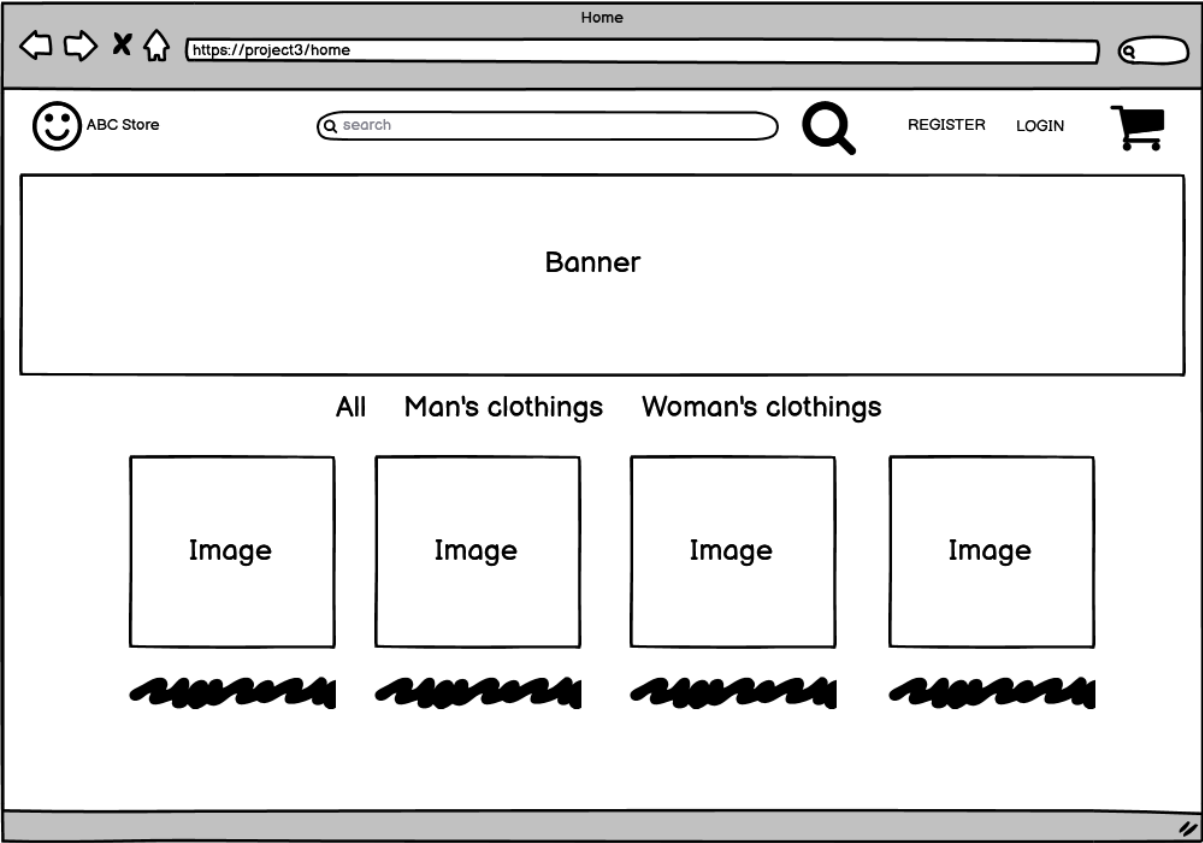 Home
https://project3/home
ABC Store
search
REGISTER
LOGIN
Banner
All
Man's clothings
Woman's clothings
Image
Image
Image
Image